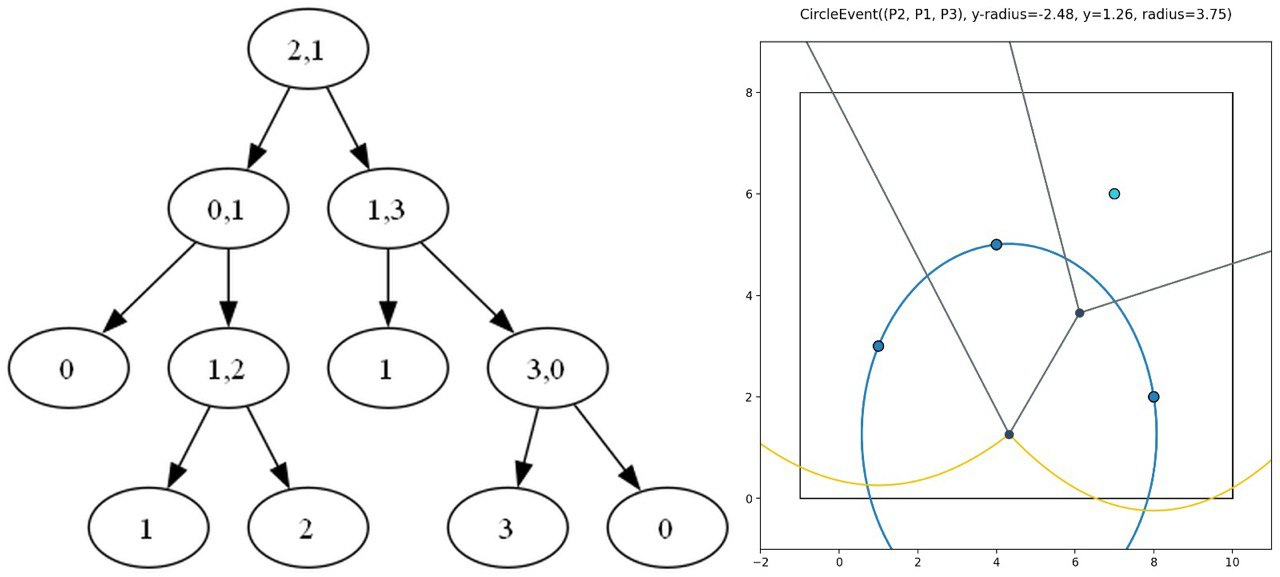 2,1
0,1 1,3
0 1,2 1 3,0
1 2 3 0
CircleEvent((P2, P1, P3), y-radius=-2.48, y=1.26, radius=3.75)
8
6
4
2
0
−2 0 2 4 6 8 10